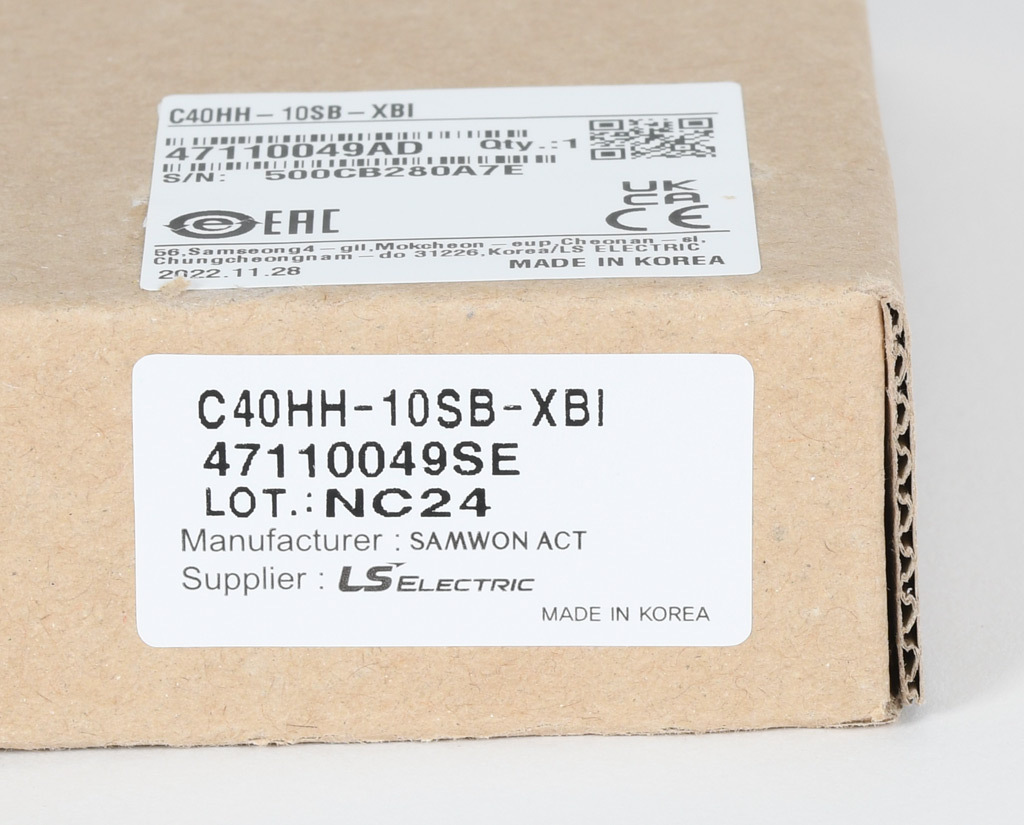 C40HH-10SB-XBI
47110049AD Qty.:1
S/N: 500CB280A7E
EAC UK CA CE
56,Samseong4-gil,Mokcheon-eup,Cheonan-si,
Chungcheongnam-do 31226,Korea/LS ELECTRIC
2022.11.28 MADE IN KOREA
C40HH-10SB-XBI
47110049SE
LOT.:NC24
Manufacturer : SAMWON ACT
Supplier : LS ELECTRIC
MADE IN KOREA